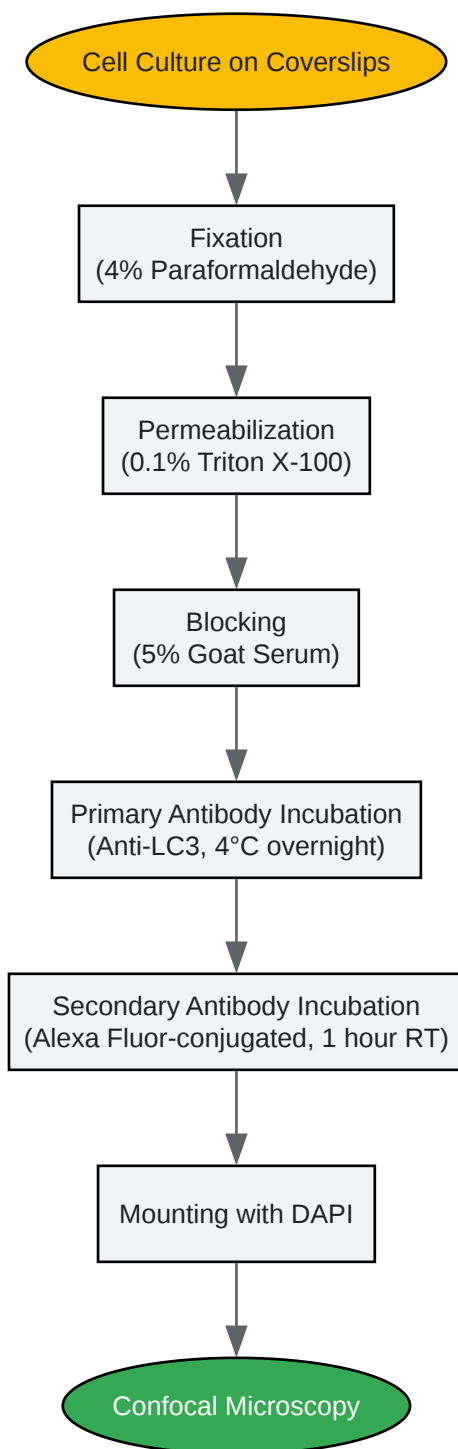 Cell Culture on Coverslips
Fixation
(4% Paraformaldehyde)
Permeabilization
(0.1% Triton X-100)
Blocking
(5% Goat Serum)
Primary Antibody Incubation
(Anti-LC3, 4°C overnight)
Secondary Antibody Incubation
(Alexa Fluor-conjugated, 1 hour RT)
Mounting with DAPI
Confocal Microscopy